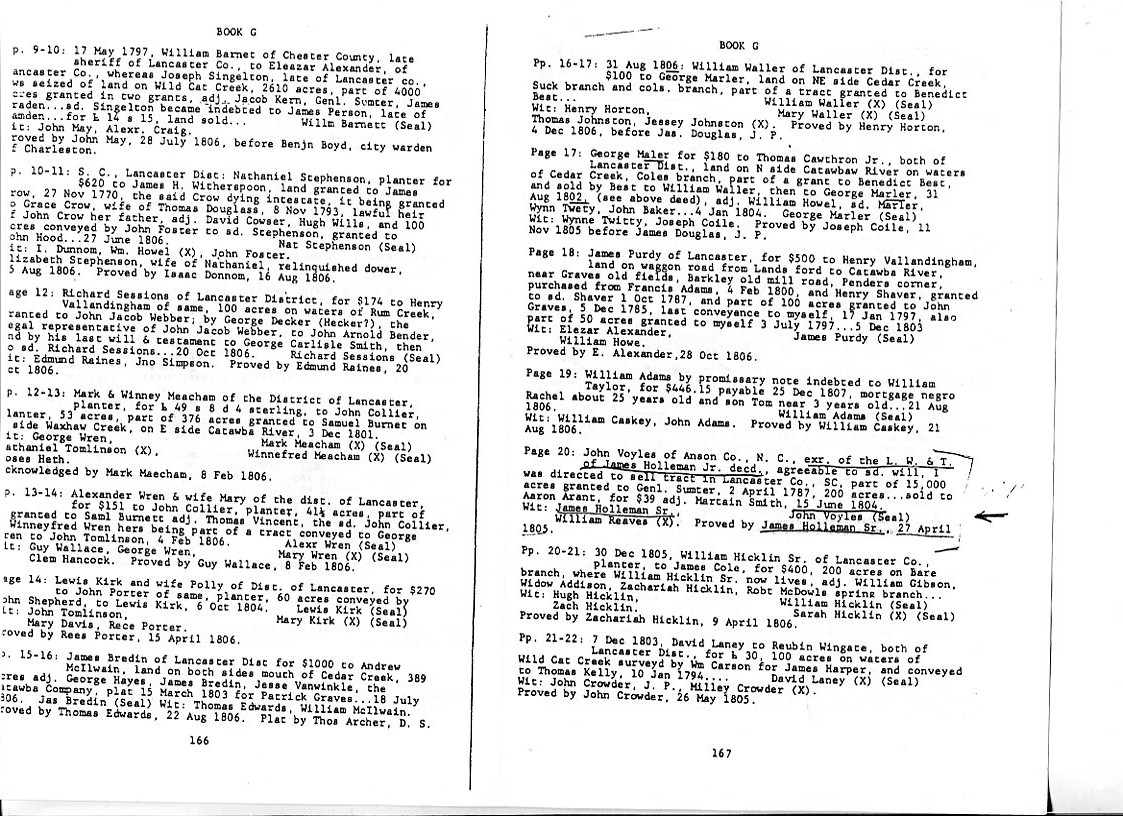 BOOK G
p. 9-10: 17 May 1797, William Barnet of Chester County, late
sheriff of Lancaster Co., to Eleazar Alexander, of
ancaster Co., whereas Joseph Singelton, late of Lancaster co.,
ws seized of land on Wild Cat Creek, 2610 acres, part of 4000
cres granted in two grants, adj. Jacob Kern, Genl. Sumter, James
raden...sd. Singelton became indebted to James Person, late of
amden...for ₤ 14 s 15, land sold... Willm Barnett (Seal)
it: John May, Alexr. Craig.
roved by John May, 28 July 1806, before Benjn Boyd, city warden
f Charleston.
p. 10-11: S. C., Lancaster Dist: Nathaniel Stephenson, planter for
$620 to James H. Witherspoon, land granted to James
row, 27 Nov 1770, the said Crow dying intestate, it being granted
o Grace Crow, wife of Thomas Douglass, 8 Nov 1793, lawful heir
f John Crow her father, adj. David Cowser, Hugh Wills, and 100
cres conveyed by John Foster to sd. Stephenson, granted to
ohn Hood...27 June 1806. Nat Stephenson (Seal)
it: I. Dunnom, Wm. Howel (X), John Foster.
lizabeth Stephenson, wife of Nathaniel, relinquished dower,
5 Aug 1806. Proved by Isaac Donnom, 16 Aug 1806.
age 12: Richard Sessions of Lancaster District, for $174 to Henry
Vallandingham of same, 100 acres on waters of Rum Creek,
ranted to John Jacob Webber; by George Decker (Hecker?), the
egal representative of John Jacob Webber, to John Arnold Bender,
nd by his last will & testament to George Carlisle Smith, then
o sd. Richard Sessions...20 Oct 1806. Richard Sessions (Seal)
it: Edmund Raines, Jno Simpson. Proved by Edmund Raines, 20
ct 1806.
p. 12-13: Mark & Winney Meacham of the District of Lancaster,
planter, for ₤ 49 s 8 d 4 sterling, to John Collier,
lanter, 53 acres, part of 376 acres granted to Samuel Burnet on
side Waxhaw Creek, on E side Catawba River, 3 Dec 1801.
it: George Wren, Mark Meacham (X) (Seal)
athaniel Tomlinson (X). Winnefred Meacham (X) (Seal)
oses Heth.
cknowledged by Mark Maecham, 8 Feb 1806.
p. 13-14: Alexander Wren & wife Mary of the dist. of Lancaster,
for $151 to John Collier, planter, 41¼ acres, part of
granted to Saml Burnett adj. Thomas Vincent, the sd. John Collier,
Winneyfred Wren hers being part of a tract conveyed to George
ren to John Tomlinson, 4 Feb 1806. Alexr Wren (Seal)
it: Guy Wallace, George Wren, Mary Wren (X) (Seal)
Clem Hancock. Proved by Guy Wallace, 8 Feb 1806.
age 14: Lewis Kirk and wife Polly of Dist. of Lancaster, for $270
to John Porter of same, planter, 60 acres conveyed by
ohn Shepherd, to Lewis Kirk, 6 Oct 1804. Lewis Kirk (Seal)
it: John Tomlinson, Mary Kirk (X) (Seal)
Mary Davis, Rece Porter.
roved by Rees Porter, 15 April 1806.
p. 15-16: James Bredin of Lancaster Dist for $1000 to Andrew
McIlwain, land on both sides mouth of Cedar Creek, 389
cres adj. George Hayes, James Bredin, Jesse Vanwinkle, the
atawba Company, plat 15 March 1803 for Patrick Graves...18 July
806. Jas Bredin (Seal) Wit: Thomas Edwards, William McIlwain.
roved by Thomas Edwards, 22 Aug 1806. Plat by Thos Archer, D. S.
166
BOOK G
Pp. 16-17: 31 Aug 1806: William Waller of Lancaster Dist., for
$100 to George Marler, land on NE side Cedar Creek,
Suck branch and cols. branch, part of a tract granted to Benedict
Best... William Waller (X) (Seal)
Wit: Henry Horton, Mary Waller (X) (Seal)
Thomas Johnston, Jessey Johnston (X). Proved by Henry Horton,
4 Dec 1806, before Jas. Douglas, J. P.
Page 17: George Maler for $180 to Thomas Cawthron Jr., both of
Lancaster Dist., land on N side Catawbaw River on waters
of Cedar Creek, Coles branch, part of a grant to Benedict Best,
and sold by Best to William Waller, then to George Marler, 31
Aug 1802, (see above deed), adj. William Howel, sd. Marler,
Wynn Twety, John Baker...4 Jan 1804. George Marler (Seal)
Wit: Wynne Twitty, Joseph Coile. Proved by Joseph Coile, 11
Nov 1805 before James Douglas, J. P.
Page 18: James Purdy of Lancaster, for $500 to Henry Vallandingham,
land on waggon road from Lands ford to Catawba River,
near Graves old fields, Barkley old mill road, Penders corner,
purchased from Francis Adams, 4 Feb 1800, and Henry Shaver, granted
to sd. Shaver 1 Oct 1787, and part of 100 acres granted to John
Graves, 5 Dec 1785, last conveyance to myself, 17 Jan 1797, also
part of 50 acres granted to myself 3 July 1797...5 Dec 1803
Wit: Elezar Alexander, James Purdy (Seal)
William Howe.
Proved by E. Alexander,28 Oct 1806.
Page 19: William Adams by promissary note indebted to William
Taylor, for $446.15 payable 25 Dec 1807, mortgage negro
Rachel about 25 years old and son Tom near 3 years old...21 Aug
1806. William Adams (Seal)
Wit: William Caskey, John Adams. Proved by William Caskey, 21
Aug 1806.
Page 20: John Voyles of Anson Co., N. C., exr. of the L. W. & T.
of James Holleman Jr. decd., agreeable to sd. will, I
was directed to sell tract in Lancaster Co., SC, part of 15,000
acres granted to Genl. Sumter, 2 April 1787, 200 acres...sold to
Aaron Arant, for $39 adj. Martain Smith, 15 June 1804.
Wit: James Holleman Sr., John Voyles (Seal)
William Reaves (X). Proved by James Holleman Sr., 27 April
1805.
Pp. 20-21: 30 Dec 1805, William Hicklin Sr. of Lancaster Co.,
planter, to James Cole, for $400, 200 acres on Bare
branch, where William Hicklin Sr. now lives, adj. William Gibson,
Widow Addison, Zachariah Hicklin, Robt McDowls spring branch...
Wit: Hugh Hicklin, William Hicklin (Seal)
Zach Hicklin. Sarah Hicklin (X) (Seal)
Proved by Zachariah Hicklin, 9 April 1806.
Pp. 21-22: 7 Dec 1803, David Laney to Reubin Wingate, both of
Lancaster Dist., for ₤ 30, 100 acres on waters of
Wild Cat Creek surveyd by Wm Carson for James Harper, and conveyed
to Thomas Kelly, 10 Jan 1794.... David Laney (X) (Seal)
Wit: John Crowder, J. P., Milley Crowder (X).
Proved by John Crowder, 26 May 1805.
167